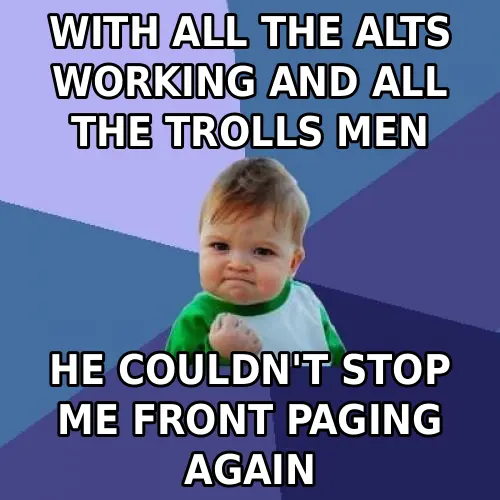 WITH ALL THE ALTS
WORKING AND ALL
THE TROLLS MEN
HE COULDN'T STOP
ME FRONT PAGING
AGAIN